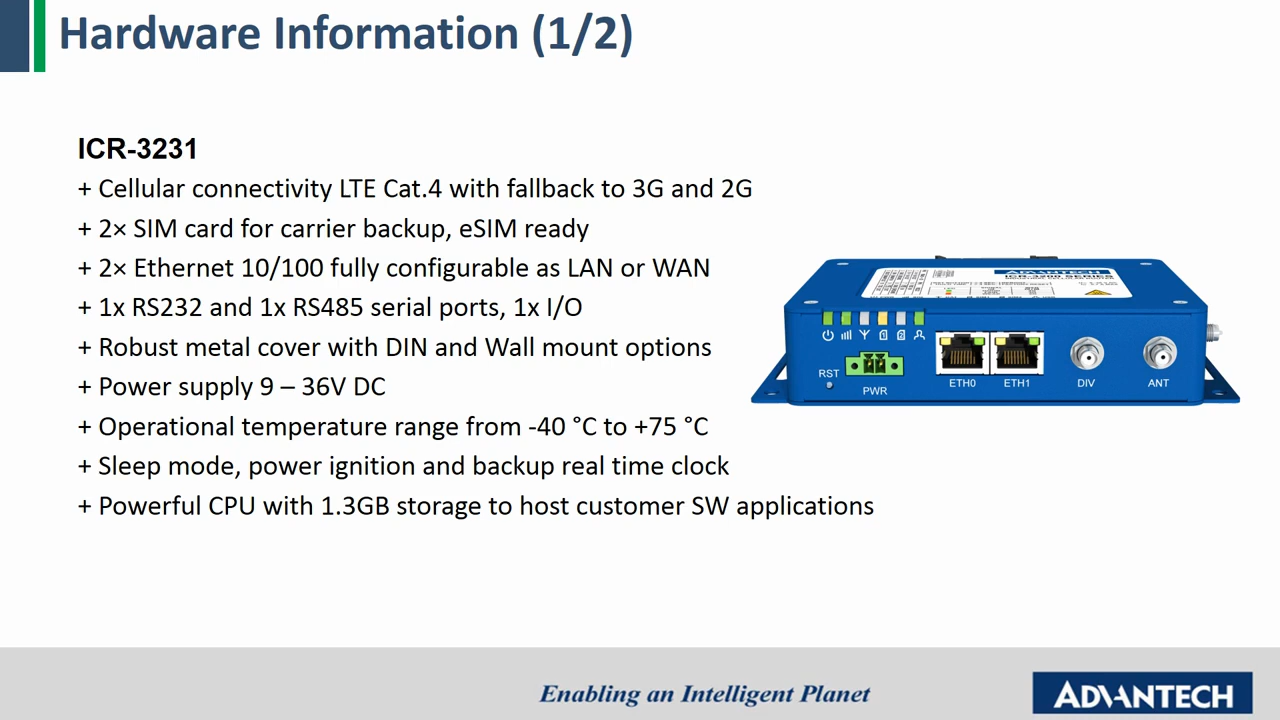 Hardware Information (1/2)
ICR-3231
+ Cellular connectivity LTE Cat.4 with fallback to 3G and 2G
+ 2× SIM card for carrier backup, eSIM ready
+ 2× Ethernet 10/100 fully configurable as LAN or WAN
+ 1x RS232 and 1x RS485 serial ports, 1x I/O
+ Robust metal cover with DIN and Wall mount options
+ Power supply 9 – 36V DC
+ Operational temperature range from -40 °C to +75 °C
+ Sleep mode, power ignition and backup real time clock
+ Powerful CPU with 1.3GB storage to host customer SW applications
ADVANTECH
ICR-3200 SERIES
RST
PWR
ETH0
ETH1
DIV
ANT
Enabling an Intelligent Planet
ADVANTECH